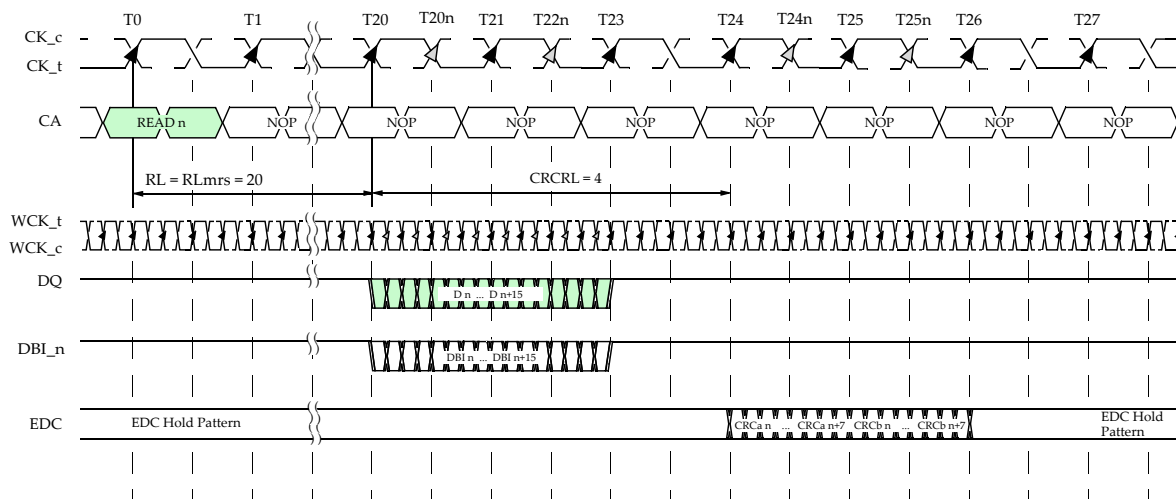 T0 T1 T20 T20n T21 T22n T23 T24 T24n T25 T25n T26 T27
CK_c
CK_t
CA READ n NOP NOP NOP NOP NOP NOP NOP NOP
RL = RLmrs = 20 CRCRL = 4
WCK_t
WCK_c
DQ
D n ... D n+15
DBI_n
DBI n ... DBI n+15
EDC EDC Hold Pattern CRCa n ... CRCa n+7 CRCb n ... CRCb n+7 EDC Hold
Pattern